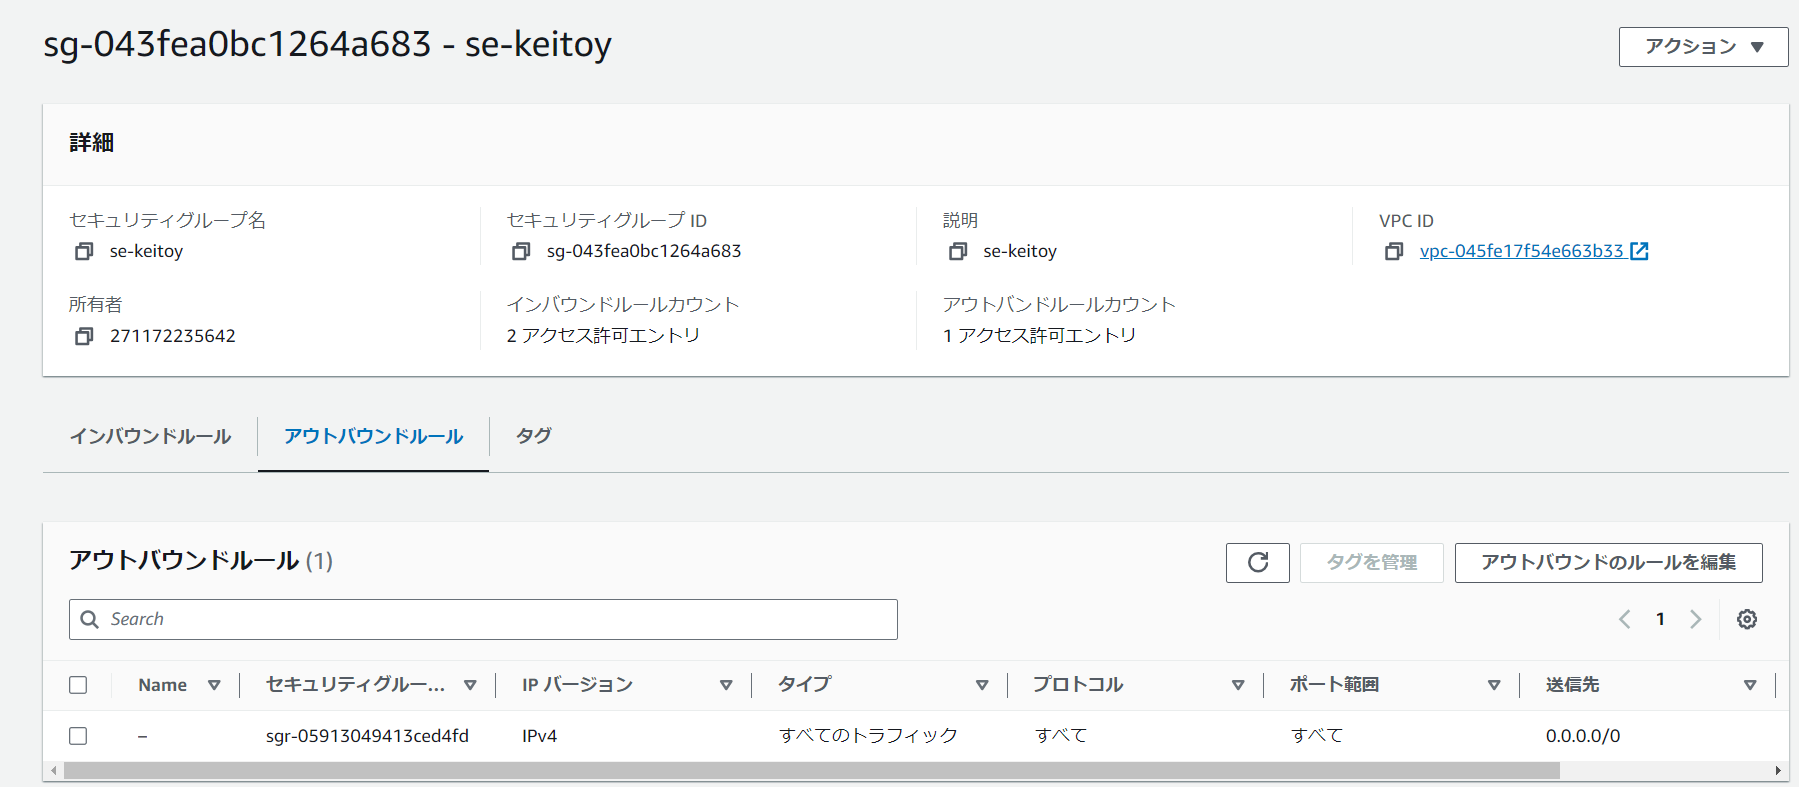 sg-043fea0bc1264a683 - se-keitoy
アクション
詳細
セキュリティグループ名
se-keitoy
セキュリティグループ ID
sg-043fea0bc1264a683
説明
se-keitoy
VPC ID
vpc-045fe17f54e663b33
所有者
271172235642
インバウンドルールカウント
2 アクセス許可エントリ
アウトバンドルールカウント
1 アクセス許可エントリ
インバウンドルール
アウトバウンドルール
タグ
アウトバウンドルール (1)
タグを管理
アウトバウンドのルールを編集
Search
1
Name
セキュリティグルー...
IP バージョン
タイプ
プロトコル
ポート範囲
送信先
–
sgr-05913049413ced4fd
IPv4
すべてのトラフィック
すべて
すべて
0.0.0.0/0